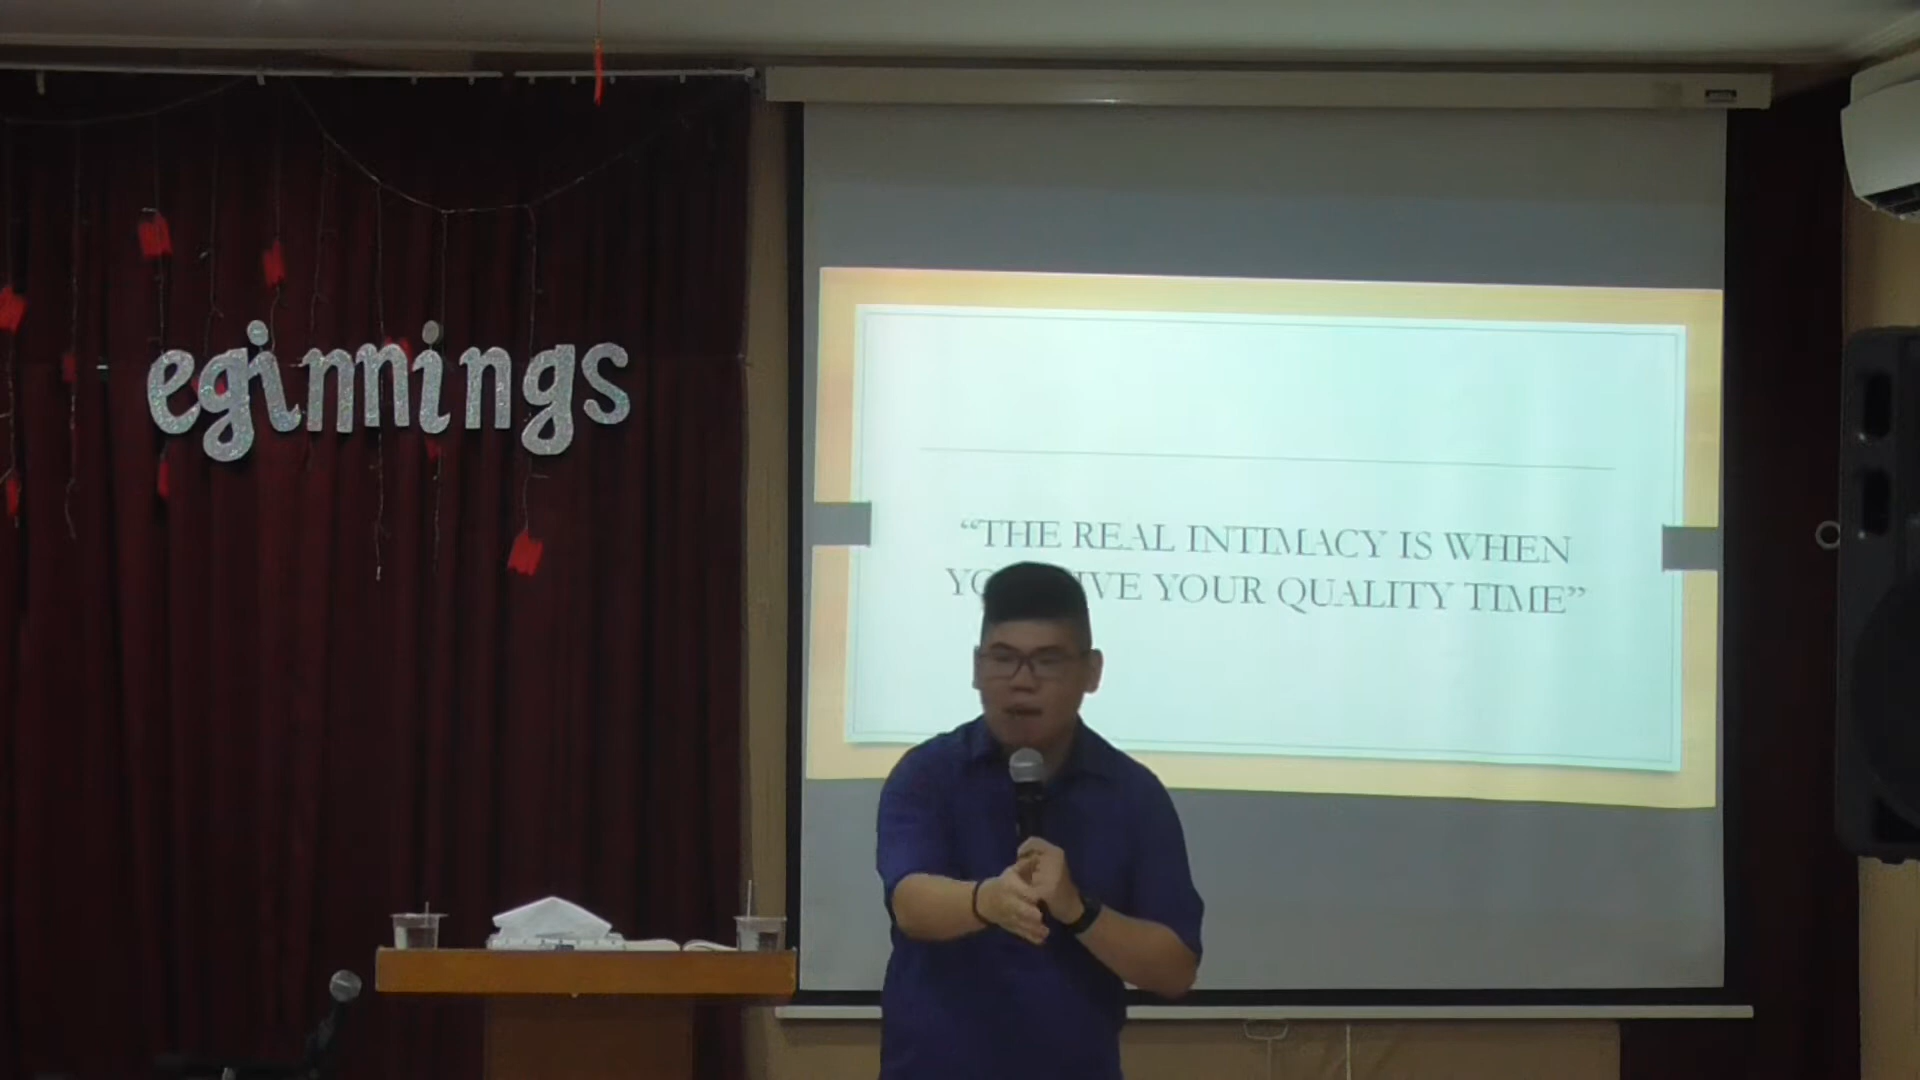 eginnings
“THE REAL INTIMACY IS WHEN
YOUR QUALITY TIME”